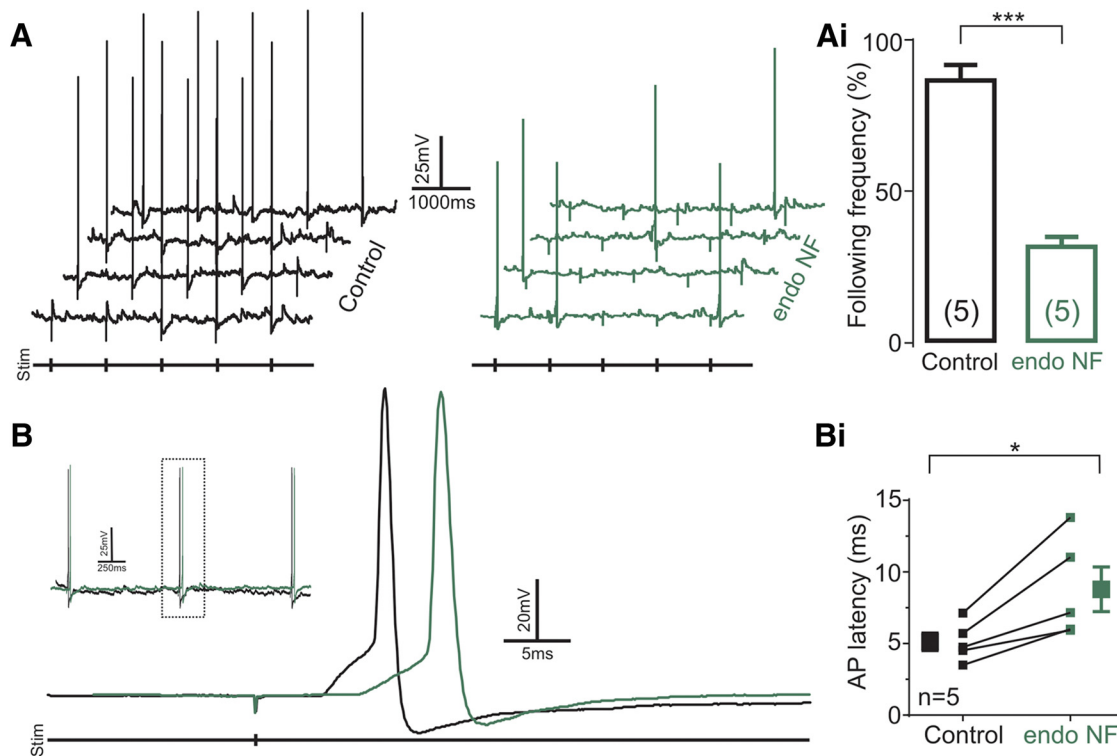 A
Control
25mV
1000ms
endo NF
Stim
Ai
***
Following frequency (%)
100
50
0
(5)
(5)
Control
endo NF
B
25mV
250ms
20mV
5ms
Stim
Bi
*
AP latency (ms)
15
10
5
0
n=5
Control
endo NF